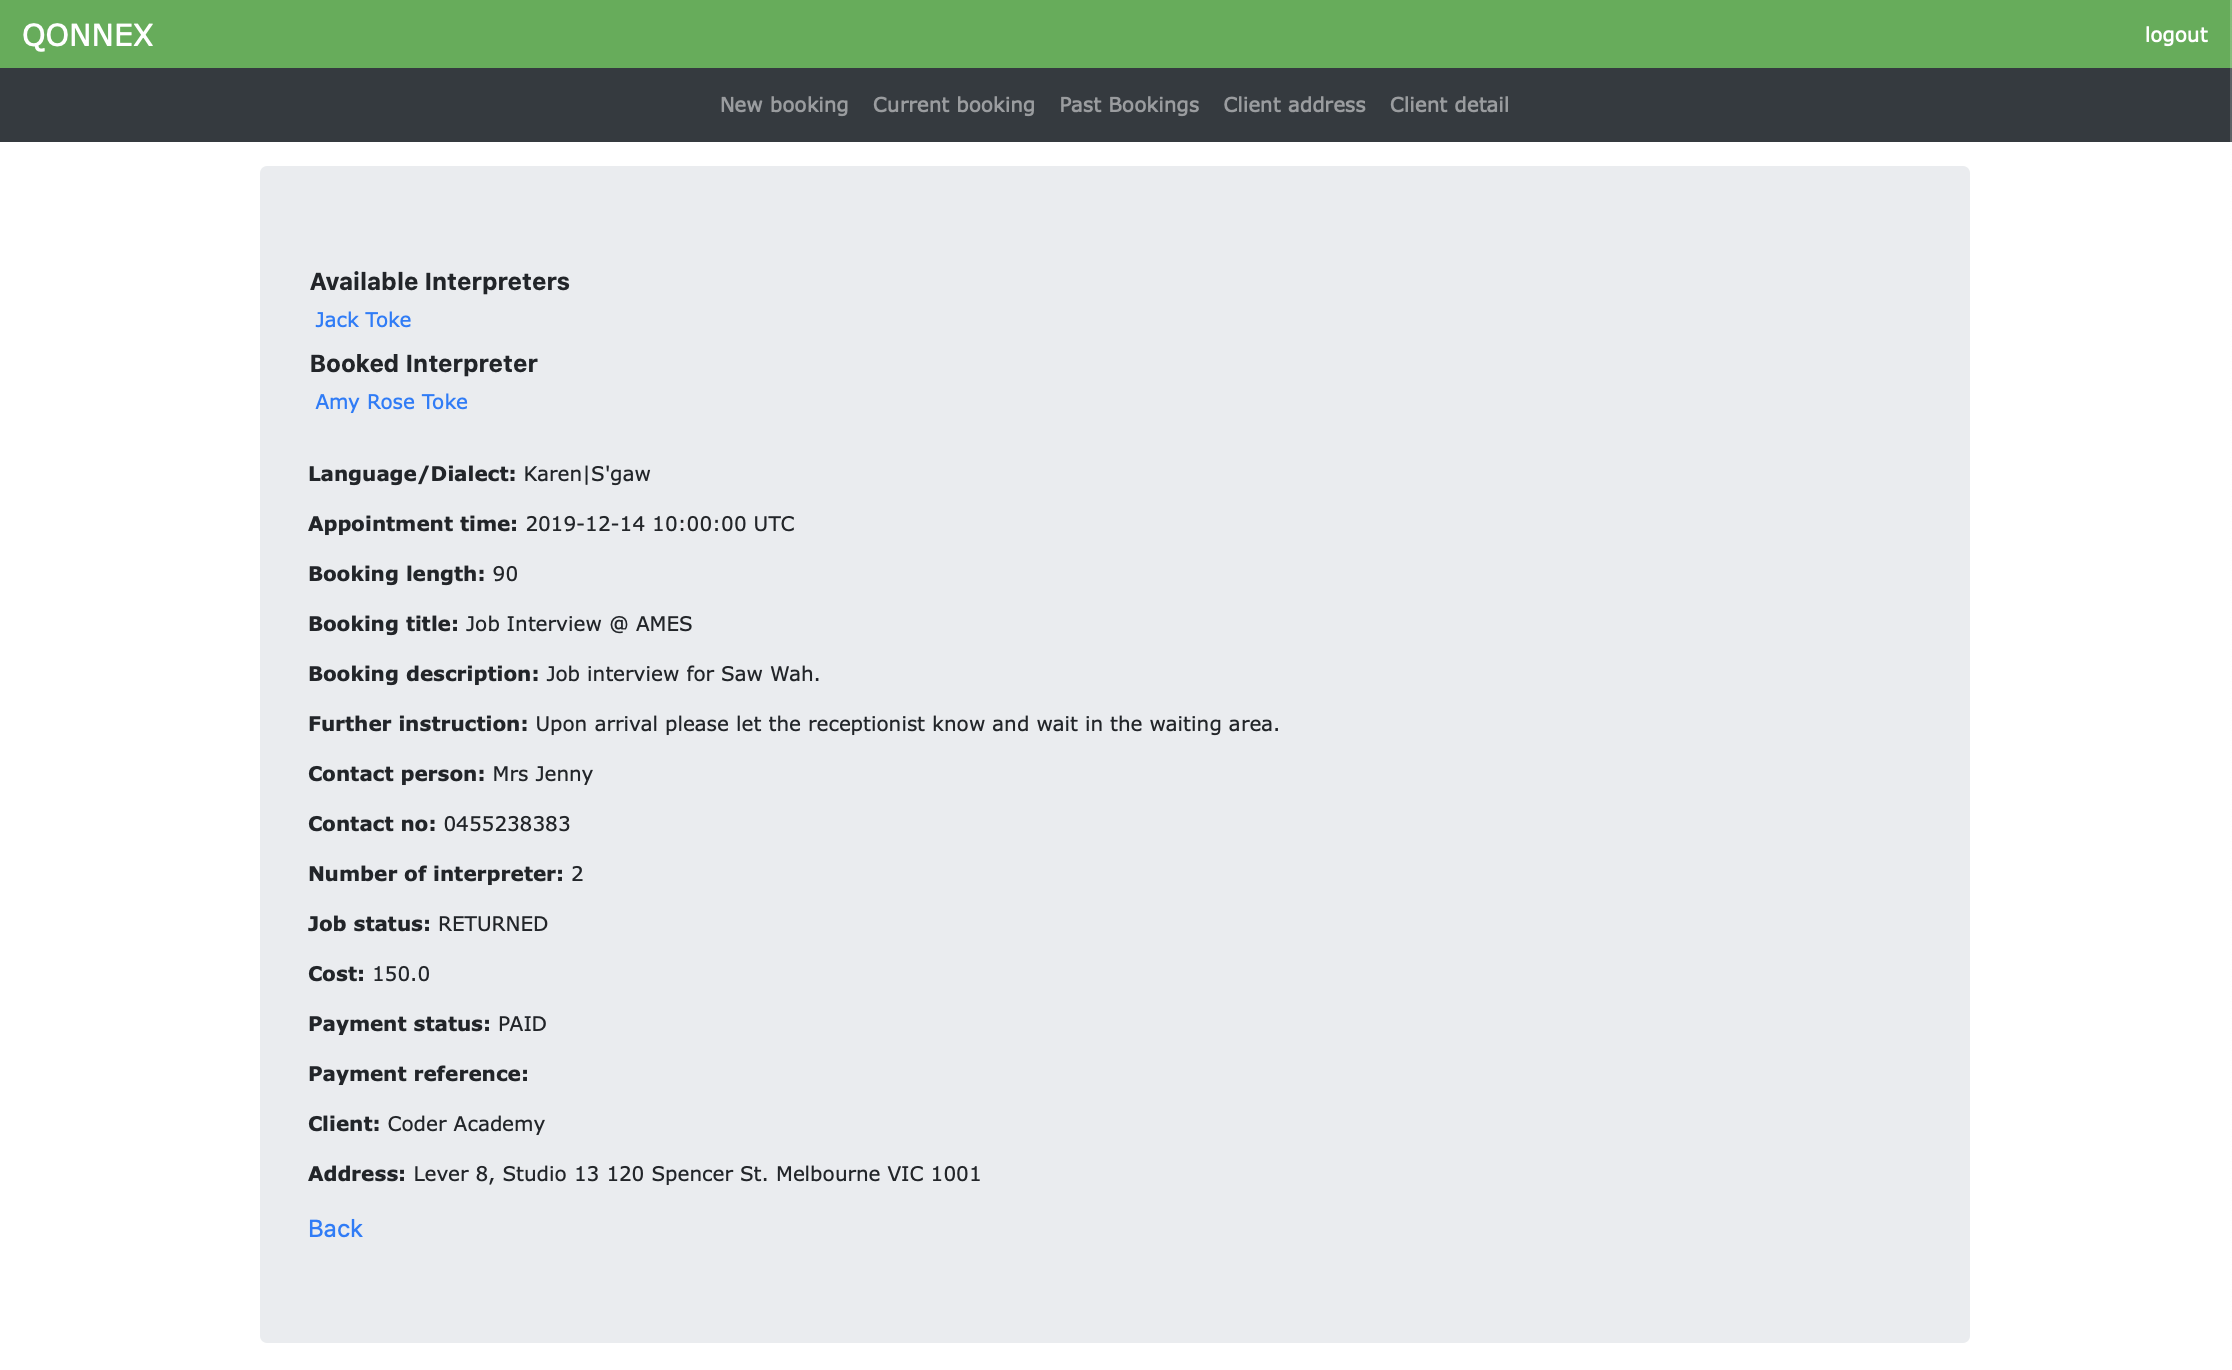 QONNEX
logout
New booking Current booking Past Bookings Client address Client detail
Available Interpreters
Jack Toke
Booked Interpreter
Amy Rose Toke
Language/Dialect: Karen|S'gaw
Appointment time: 2019-12-14 10:00:00 UTC
Booking length: 90
Booking title: Job Interview @ AMES
Booking description: Job interview for Saw Wah.
Further instruction: Upon arrival please let the receptionist know and wait in the waiting area.
Contact person: Mrs Jenny
Contact no: 0455238383
Number of interpreter: 2
Job status: RETURNED
Cost: 150.0
Payment status: PAID
Payment reference:
Client: Coder Academy
Address: Lever 8, Studio 13 120 Spencer St. Melbourne VIC 1001
Back